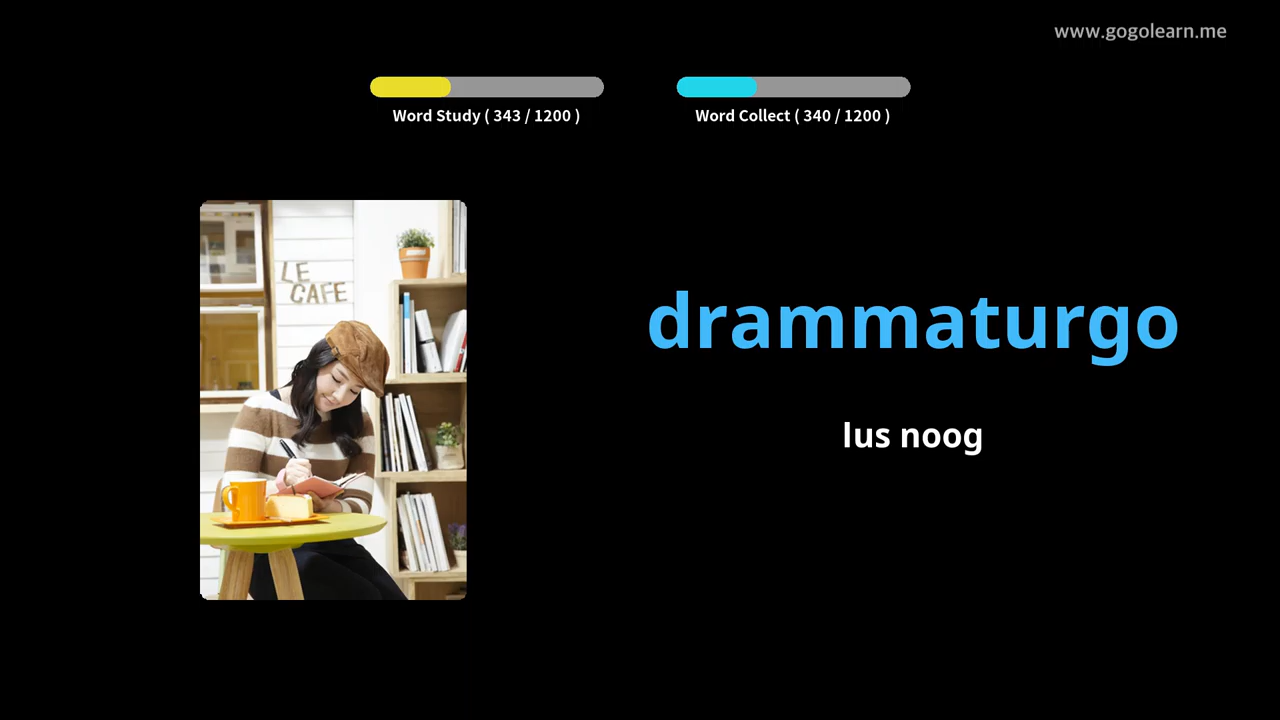 www.gogolearn.me
Word Study ( 343 / 1200 )
Word Collect ( 340 / 1200 )
LE
CAFE
drammaturgo
lus noog